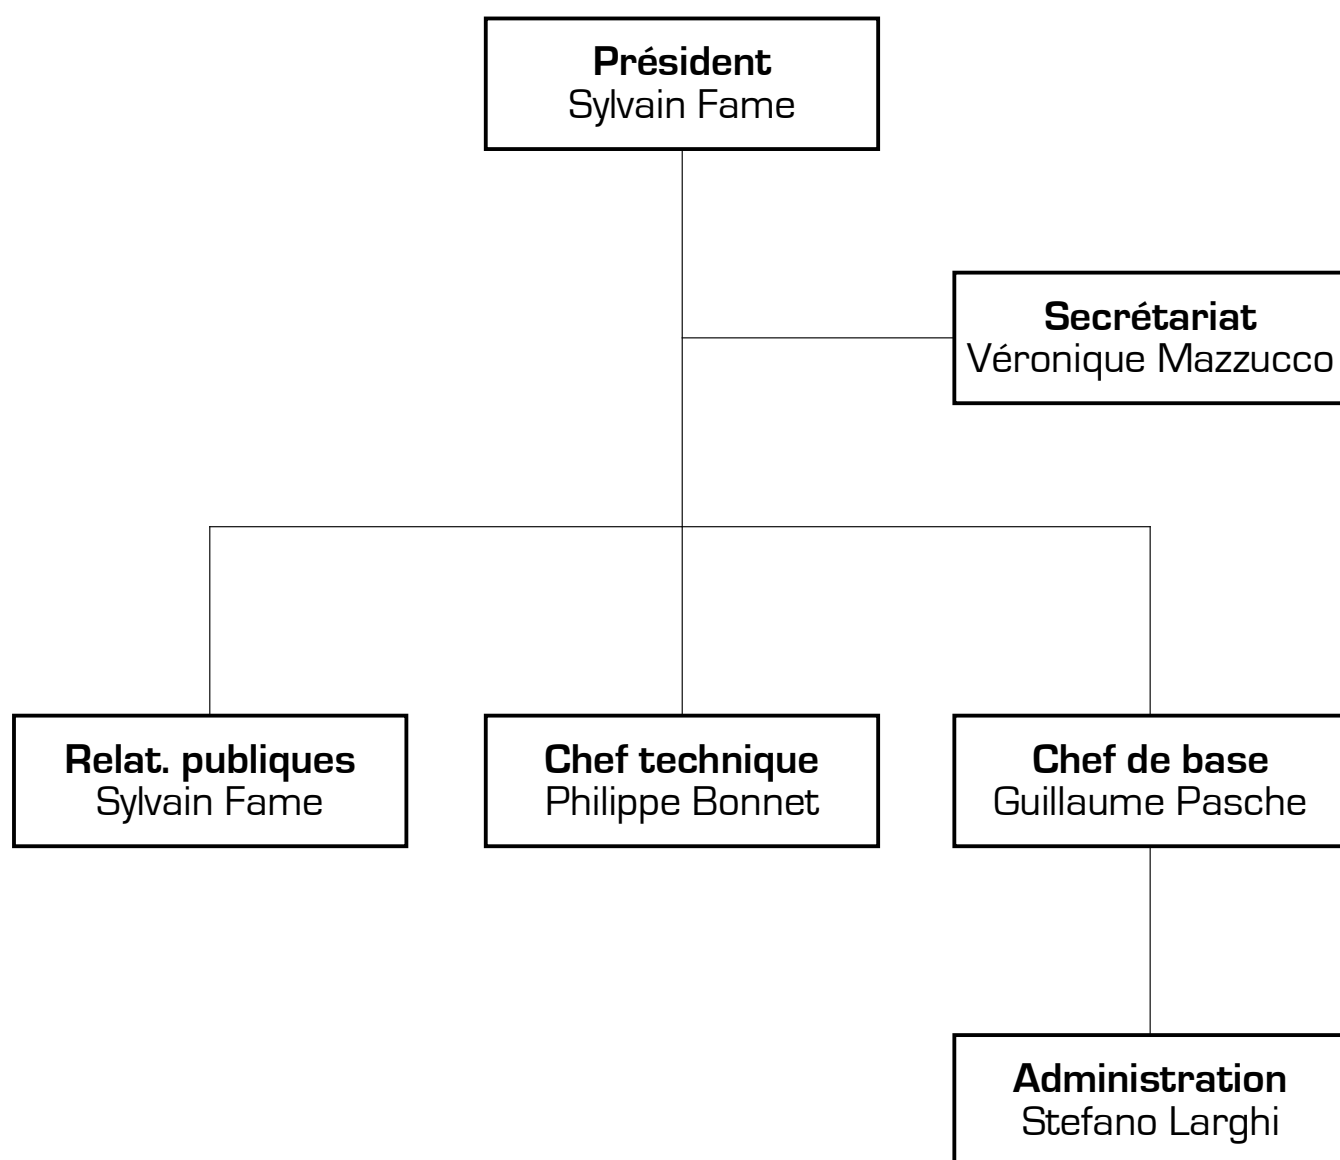 Président
Sylvain Fame
Secrétariat
Véronique Mazzucco
Relat. publiques
Sylvain Fame
Chef technique
Philippe Bonnet
Chef de base
Guillaume Pasche
Administration
Stefano Larghi